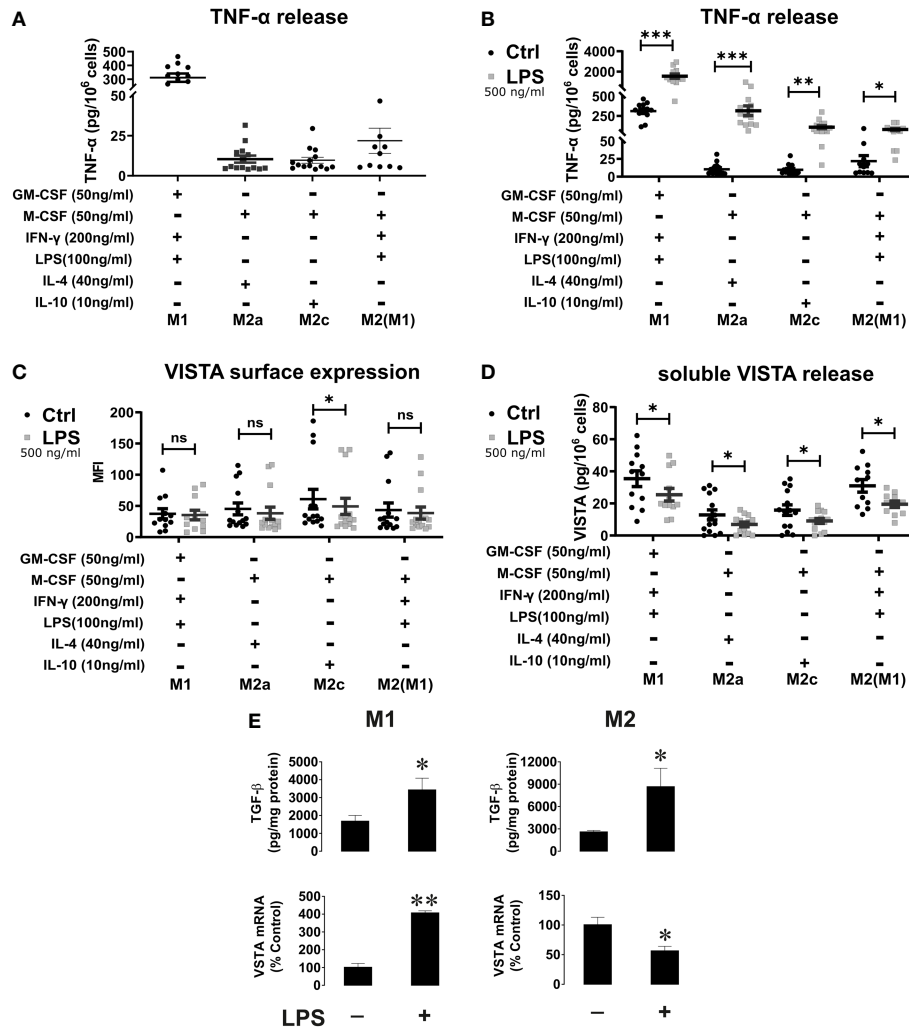 A
TNF-α release
TNF-α (pg/10⁶ cells)
500
400
300
50
25
0
GM-CSF (50ng/ml) + - - -
M-CSF (50ng/ml) - + + +
IFN-γ (200ng/ml) + - - +
LPS(100ng/ml) + - - +
IL-4 (40ng/ml) - + - -
IL-10 (10ng/ml) - - + -
M1 M2a M2c M2(M1)
B
TNF-α release
Ctrl
LPS
500 ng/ml
TNF-α (pg/10⁶ cells)
4000
2000
500
250
50
25
0
*** *** ** *
GM-CSF (50ng/ml) + - - -
M-CSF (50ng/ml) - + + +
IFN-γ (200ng/ml) + - - +
LPS(100ng/ml) + - - +
IL-4 (40ng/ml) - + - -
IL-10 (10ng/ml) - - + -
M1 M2a M2c M2(M1)
C
VISTA surface expression
Ctrl
LPS
500 ng/ml
MFI
200
150
100
50
0
ns ns * ns
GM-CSF (50ng/ml) + - - -
M-CSF (50ng/ml) - + + +
IFN-γ (200ng/ml) + - - +
LPS(100ng/ml) + - - +
IL-4 (40ng/ml) - + - -
IL-10 (10ng/ml) - - + -
M1 M2a M2c M2(M1)
D
soluble VISTA release
Ctrl
LPS
500 ng/ml
VISTA (pg/10⁶ cells)
80
60
40
20
0
* * * *
GM-CSF (50ng/ml) + - - -
M-CSF (50ng/ml) - + + +
IFN-γ (200ng/ml) + - - +
LPS(100ng/ml) + - - +
IL-4 (40ng/ml) - + - -
IL-10 (10ng/ml) - - + -
M1 M2a M2c M2(M1)
E
M1
TGF-β
(pg/mg protein)
5000
4000
3000
2000
1000
0
*
M2
TGF-β
(pg/mg protein)
12000
9000
6000
3000
0
*
VSTA mRNA
(% Control)
500
400
300
200
100
0
**
VSTA mRNA
(% Control)
100
50
0
*
LPS – + – +